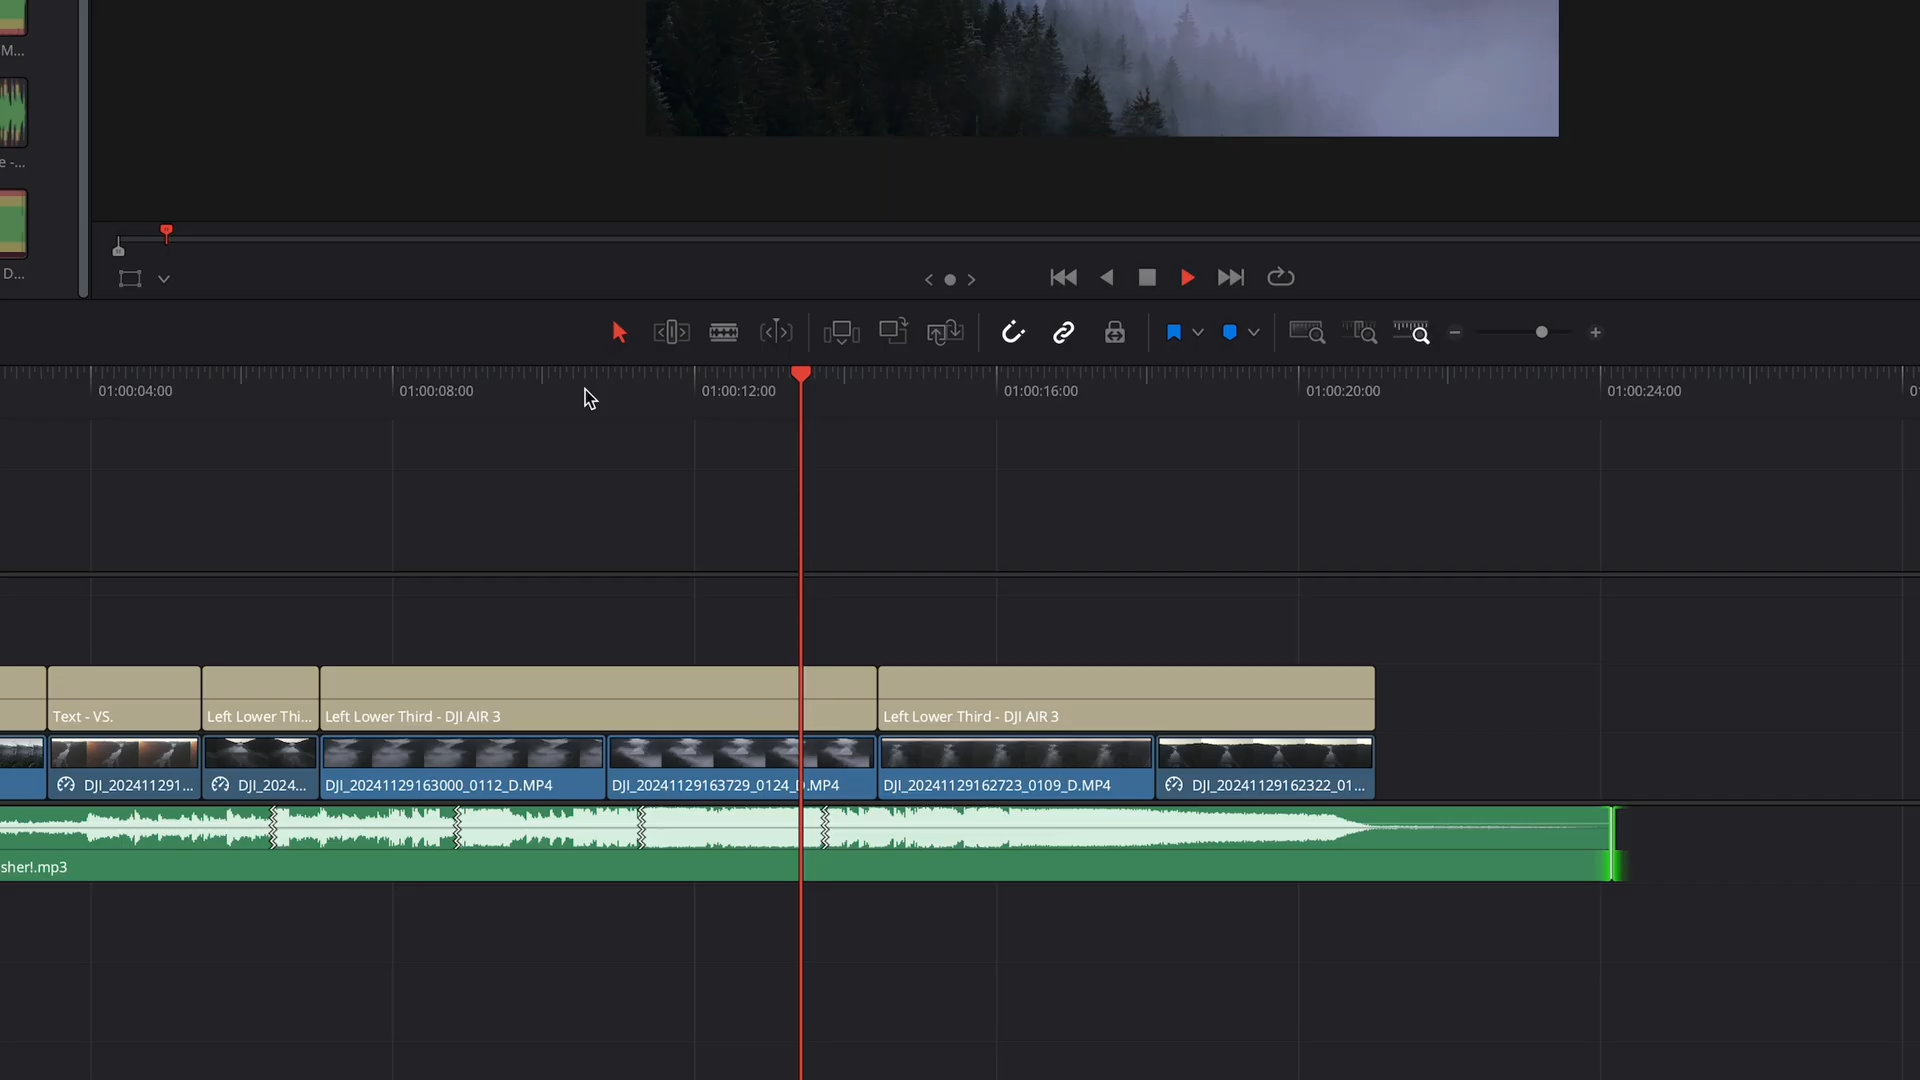 M...
e -...
D...
01:00:04:00
01:00:08:00
01:00:12:00
01:00:16:00
01:00:20:00
01:00:24:00
Text - VS.
Left Lower Thi...
Left Lower Third - DJI AIR 3
Left Lower Third - DJI AIR 3
DJI_202411291...
DJI_2024...
DJI_20241129163000_0112_D.MP4
DJI_20241129163729_0124_D.MP4
DJI_20241129162723_0109_D.MP4
DJI_20241129162322_01...
sher!.mp3